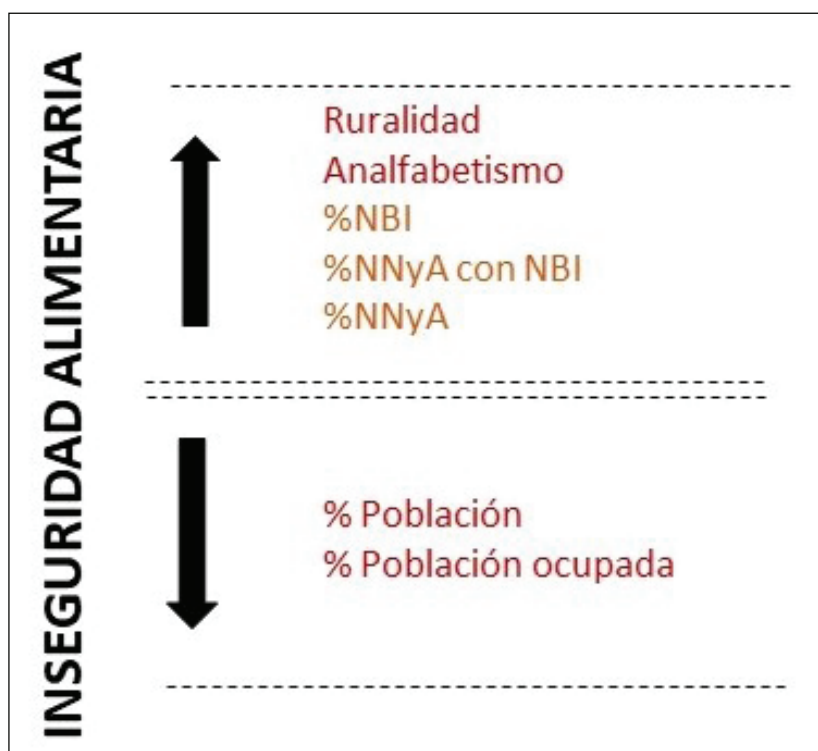 INSEGURIDAD ALIMENTARIA
Ruralidad
Analfabetismo
%NBI
%NNyA con NBI
%NNyA
% Población
% Población ocupada